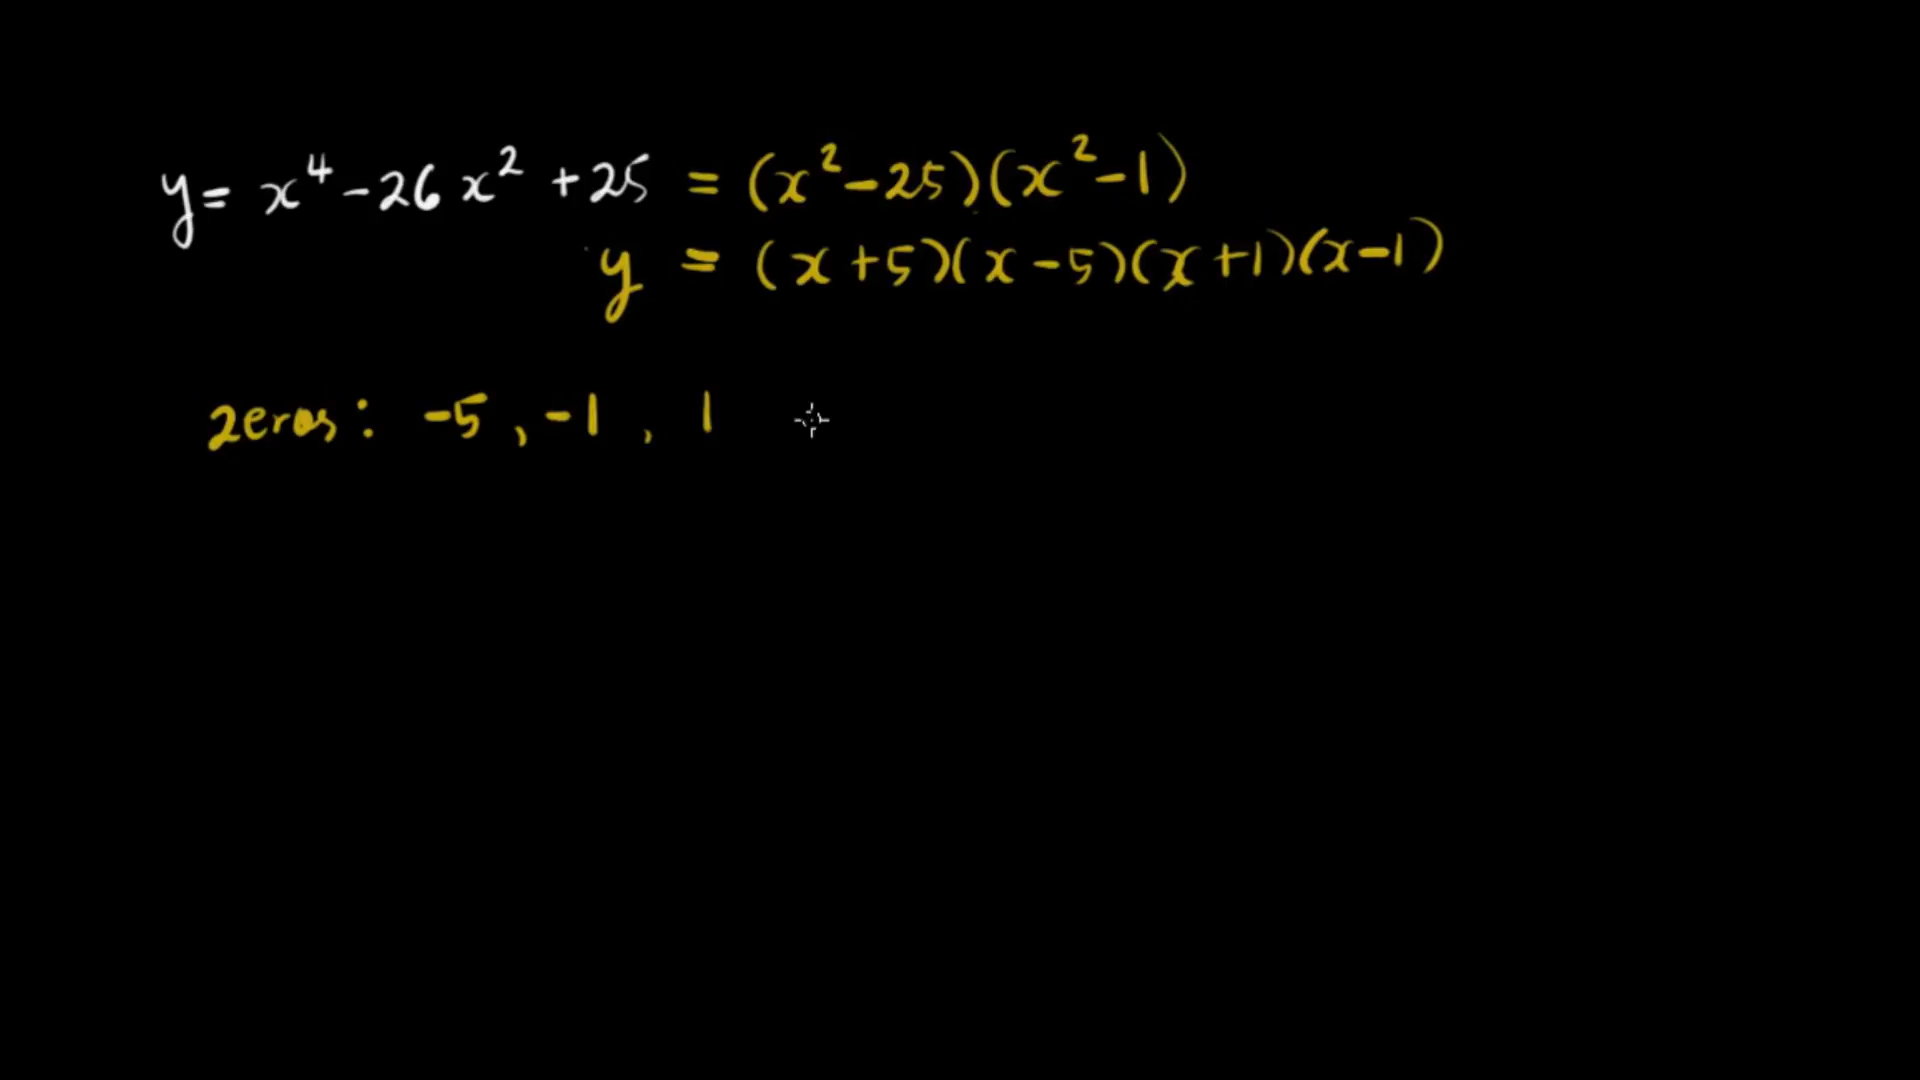 y = x⁴ - 26x² + 25 = (x² - 25)(x² - 1)
y = (x + 5)(x - 5)(x + 1)(x - 1)
zeros: -5, -1, 1